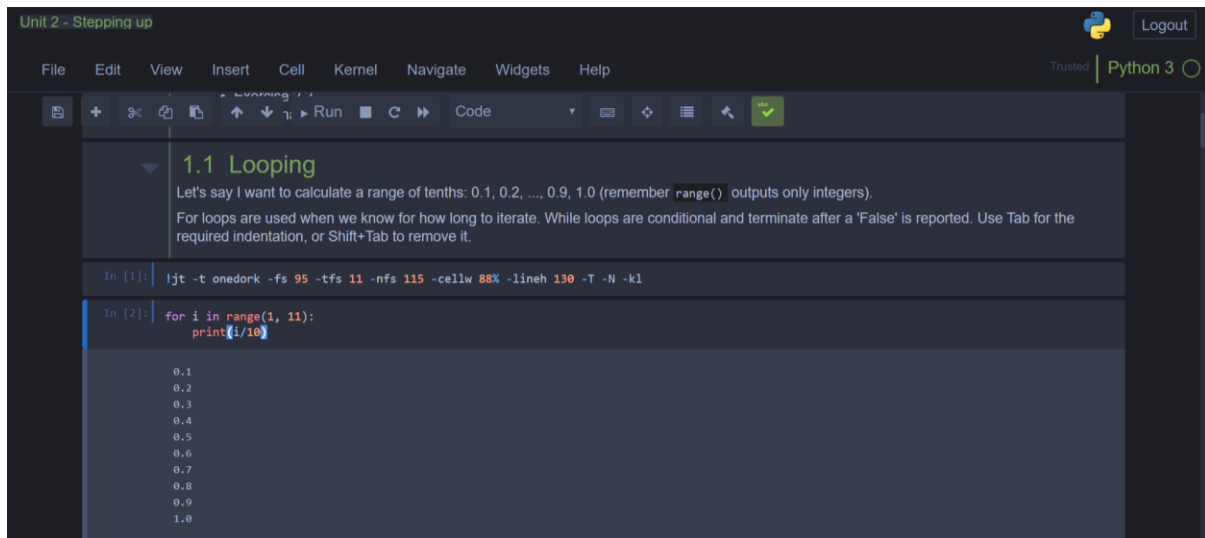 Unit 2 - Stepping up
Logout
File Edit View Insert Cell Kernel Navigate Widgets Help
Trusted Python 3
Run Code
abc
1.1 Looping
Let's say I want to calculate a range of tenths: 0.1, 0.2, ..., 0.9, 1.0 (remember range() outputs only integers).
For loops are used when we know for how long to iterate. While loops are conditional and terminate after a 'False' is reported. Use Tab for the
required indentation, or Shift+Tab to remove it.
In [1]: !jt -t onedork -fs 95 -tfs 11 -nfs 115 -cellw 88% -lineh 130 -T -N -kl
In [2]: for i in range(1, 11):
print(i/10)
0.1
0.2
0.3
0.4
0.5
0.6
0.7
0.8
0.9
1.0